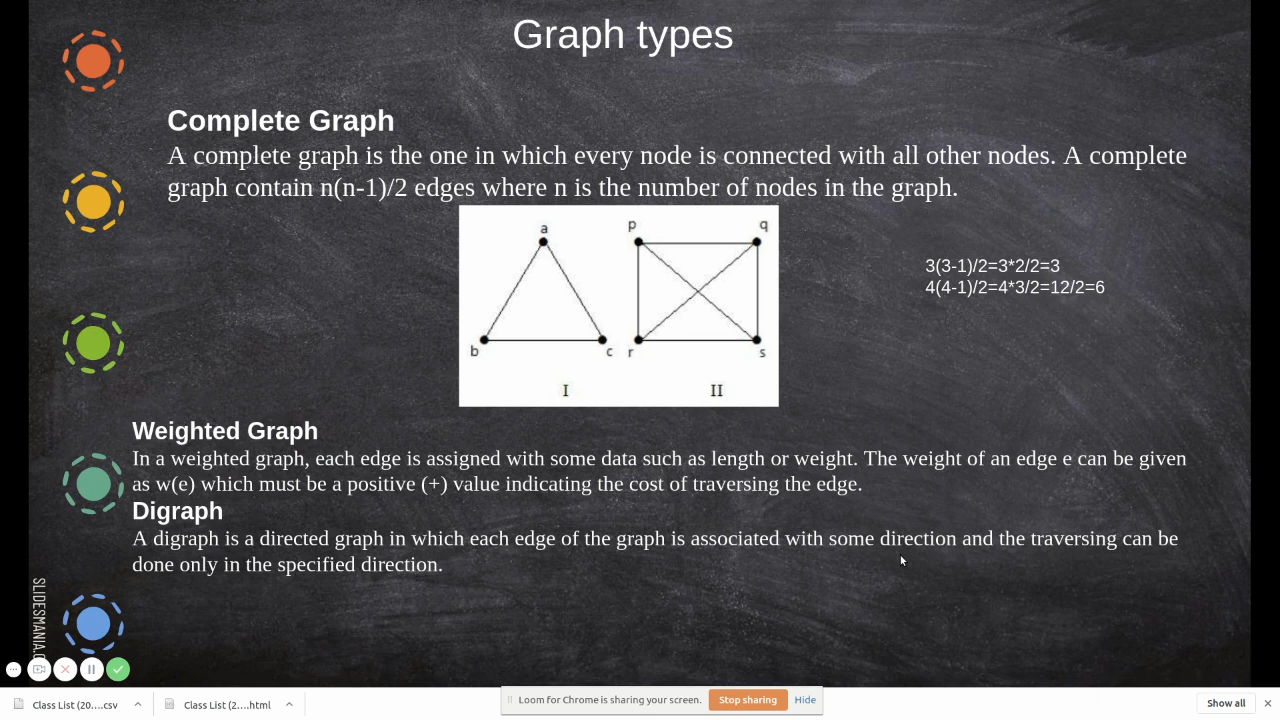 Graph types
Complete Graph
A complete graph is the one in which every node is connected with all other nodes. A complete
graph contain n(n-1)/2 edges where n is the number of nodes in the graph.
a
b
c
I
p
q
r
s
II
3(3-1)/2=3*2/2=3
4(4-1)/2=4*3/2=12/2=6
Weighted Graph
In a weighted graph, each edge is assigned with some data such as length or weight. The weight of an edge e can be given
as w(e) which must be a positive (+) value indicating the cost of traversing the edge.
Digraph
A digraph is a directed graph in which each edge of the graph is associated with some direction and the traversing can be
done only in the specified direction.
SLIDESMANIA.C
Class List (20....csv
Class List (2....html
Loom for Chrome is sharing your screen.
Stop sharing
Hide
Show all